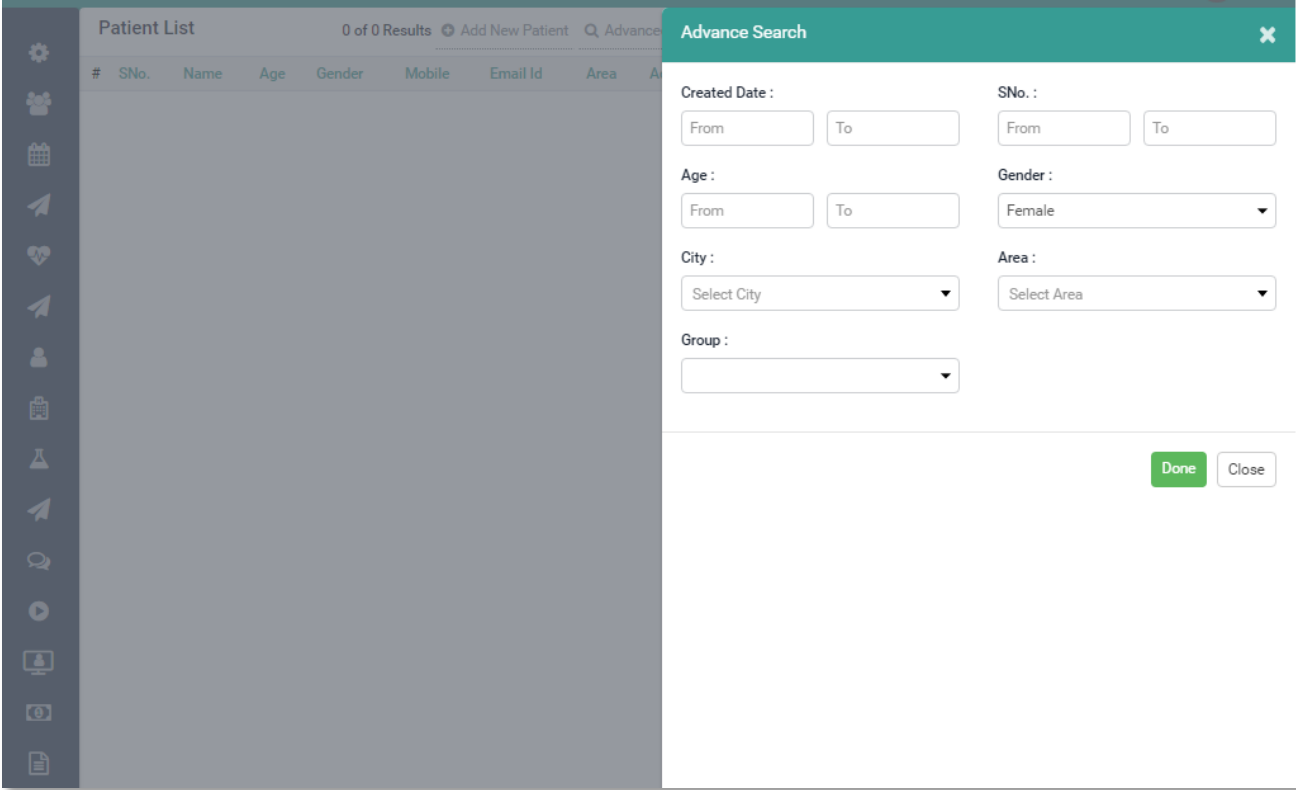 Patient List
0 of 0 Results Add New Patient Advance
# SNo. Name Age Gender Mobile Email Id Area
Advance Search
Created Date : SNo. :
From To From To
Age : Gender :
From To Female
City : Area :
Select City Select Area
Group :
Done Close